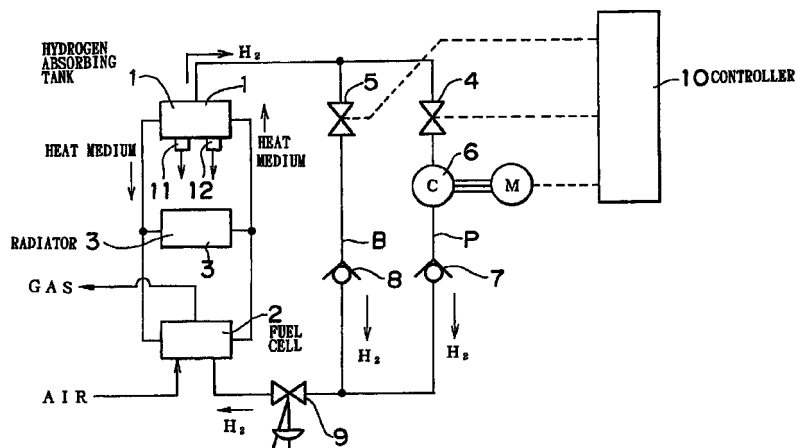 HYDROGEN
ABSORBING
TANK
H₂
1
1
5
4
10 CONTROLLER
HEAT MEDIUM
HEAT
MEDIUM
11
12
6
C
M
RADIATOR 3
3
B
P
8
7
GAS
2
FUEL
CELL
H₂
H₂
AIR
H₂
9